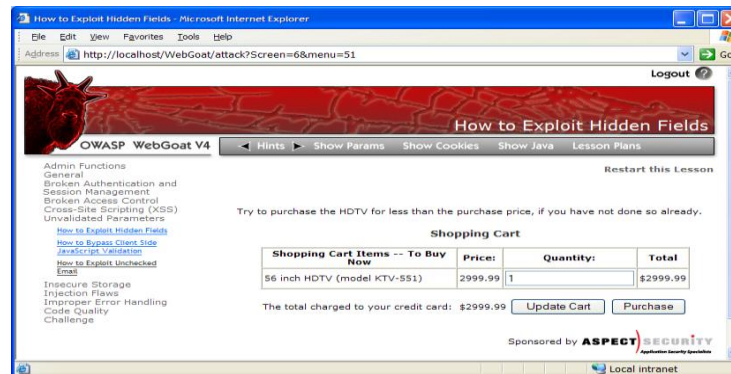 How to Exploit Hidden Fields - Microsoft Internet Explorer
File Edit View Favorites Tools Help
Address http://localhost/WebGoat/attack?Screen=6&menu=51 Go
Logout ?
How to Exploit Hidden Fields
OWASP WebGoat V4
Hints Show Params Show Cookies Show Java Lesson Plans
Restart this Lesson
Admin Functions
General
Broken Authentication and
Session Management
Broken Access Control
Cross-Site Scripting (XSS)
Unvalidated Parameters
How to Exploit Hidden Fields
How to Bypass Client Side
JavaScript Validation
How to Exploit Unchecked
Email
Insecure Storage
Injection Flaws
Improper Error Handling
Code Quality
Challenge
Try to purchase the HDTV for less than the purchase price, if you have not done so already.
Shopping Cart
Shopping Cart Items -- To Buy Now Price: Quantity: Total
56 inch HDTV (model KTV-551) 2999.99 1 $2999.99
The total charged to your credit card: $2999.99 Update Cart Purchase
Sponsored by ASPECT SECURITY
Application Security Specialists
Local intranet